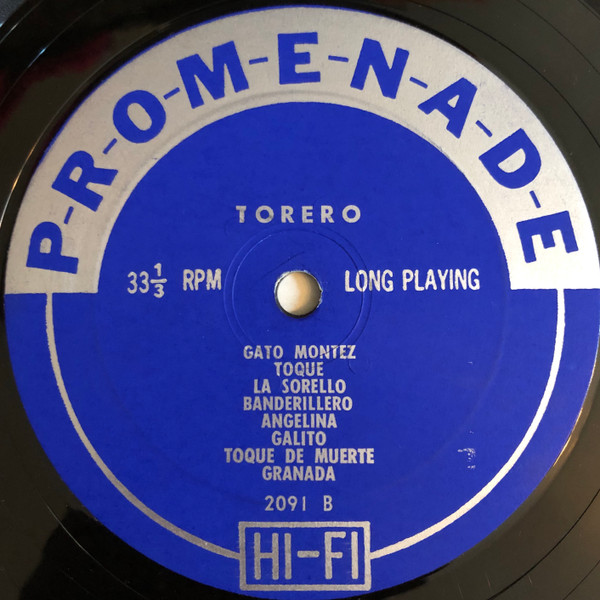 P-R-O-M-E-N-A-D-E
TORERO
33 1/3 RPM LONG PLAYING
GATO MONTEZ
TOQUE
LA SORELLO
BANDERILLERO
ANGELINA
GALITO
TOQUE DE MUERTE
GRANADA
2091 B
HI-FI